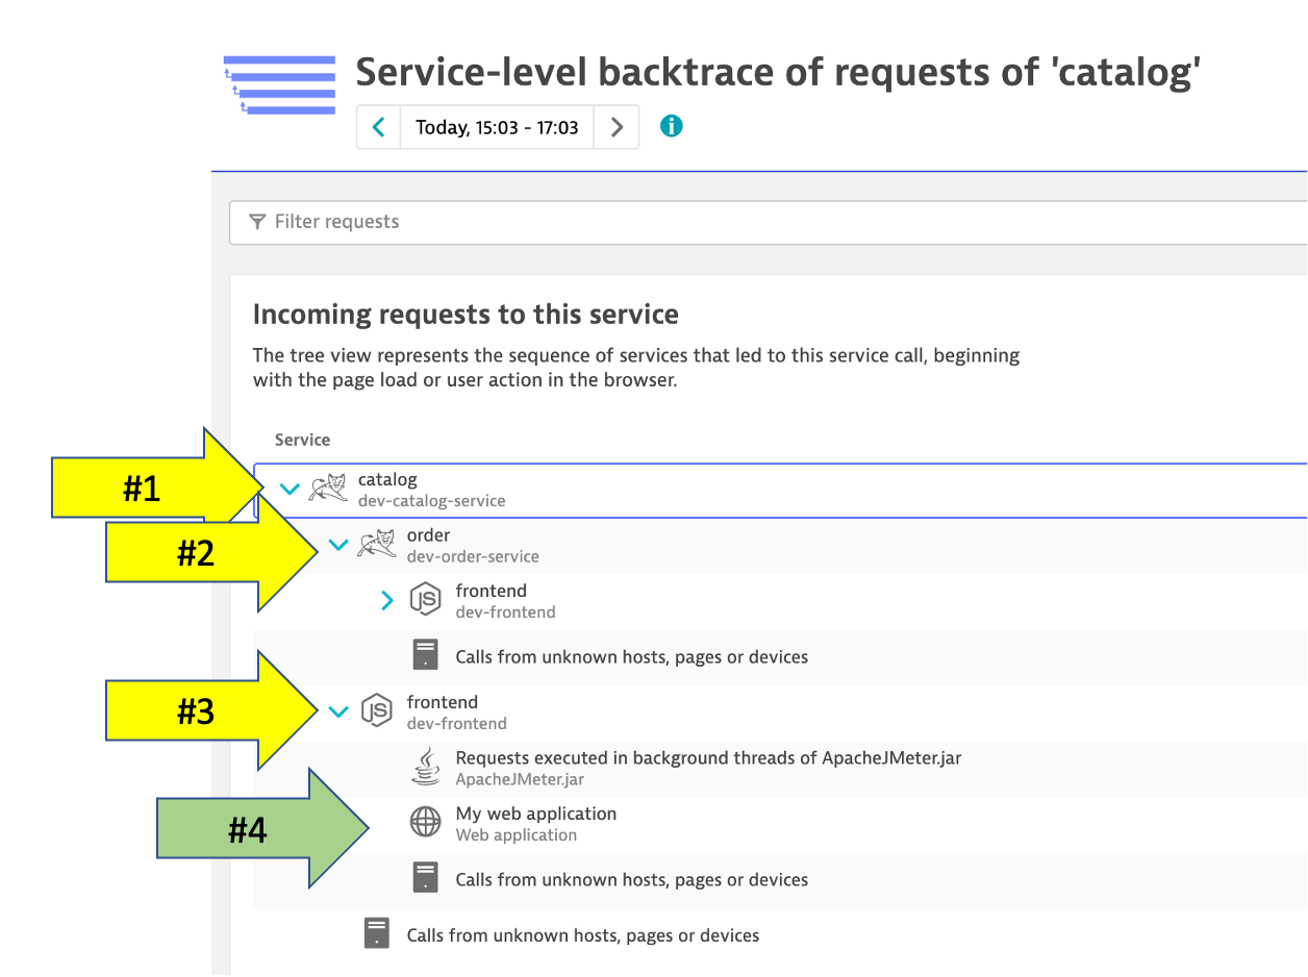 Service-level backtrace of requests of 'catalog'
Today, 15:03 - 17:03
Filter requests
Incoming requests to this service
The tree view represents the sequence of services that led to this service call, beginning
with the page load or user action in the browser.
Service
#1
catalog
dev-catalog-service
#2
order
dev-order-service
JS
frontend
dev-frontend
Calls from unknown hosts, pages or devices
#3
JS
frontend
dev-frontend
Requests executed in background threads of ApacheJMeter.jar
ApacheJMeter.jar
#4
My web application
Web application
Calls from unknown hosts, pages or devices
Calls from unknown hosts, pages or devices